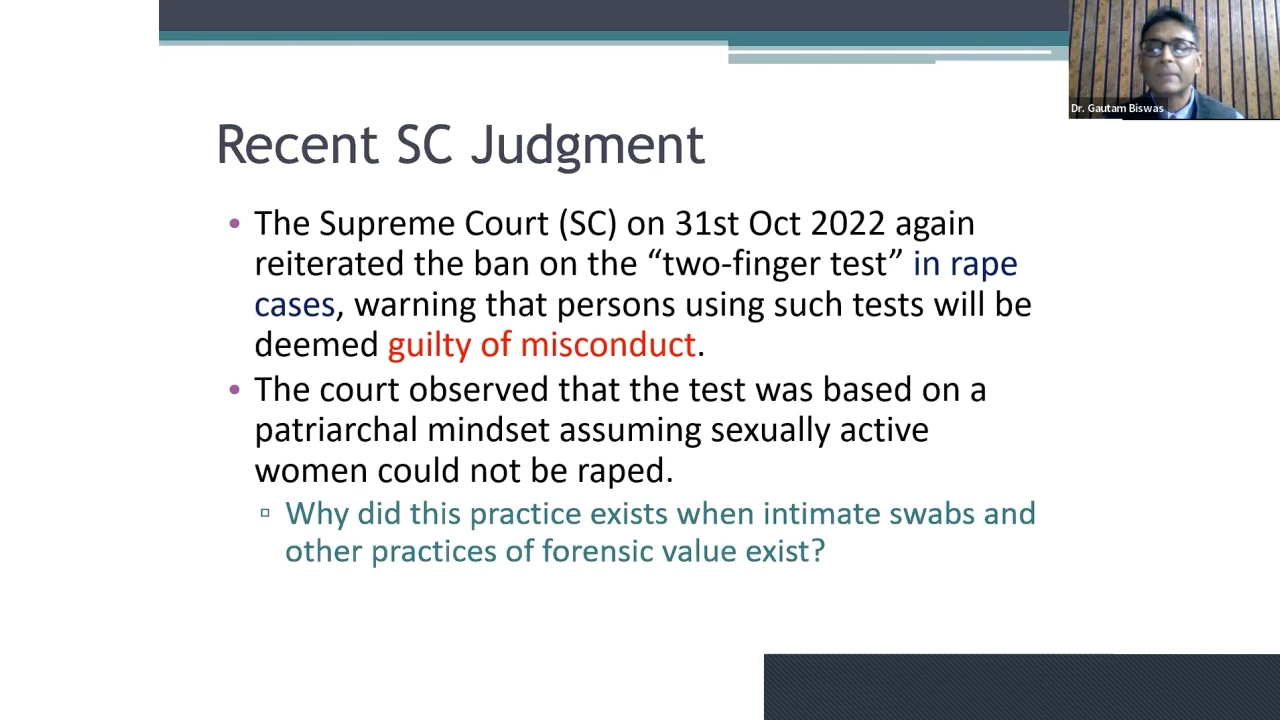 Dr. Gautam Biswas
Recent SC Judgment
• The Supreme Court (SC) on 31st Oct 2022 again
reiterated the ban on the “two-finger test” in rape
cases, warning that persons using such tests will be
deemed guilty of misconduct.
• The court observed that the test was based on a
patriarchal mindset assuming sexually active
women could not be raped.
▫ Why did this practice exists when intimate swabs and
other practices of forensic value exist?